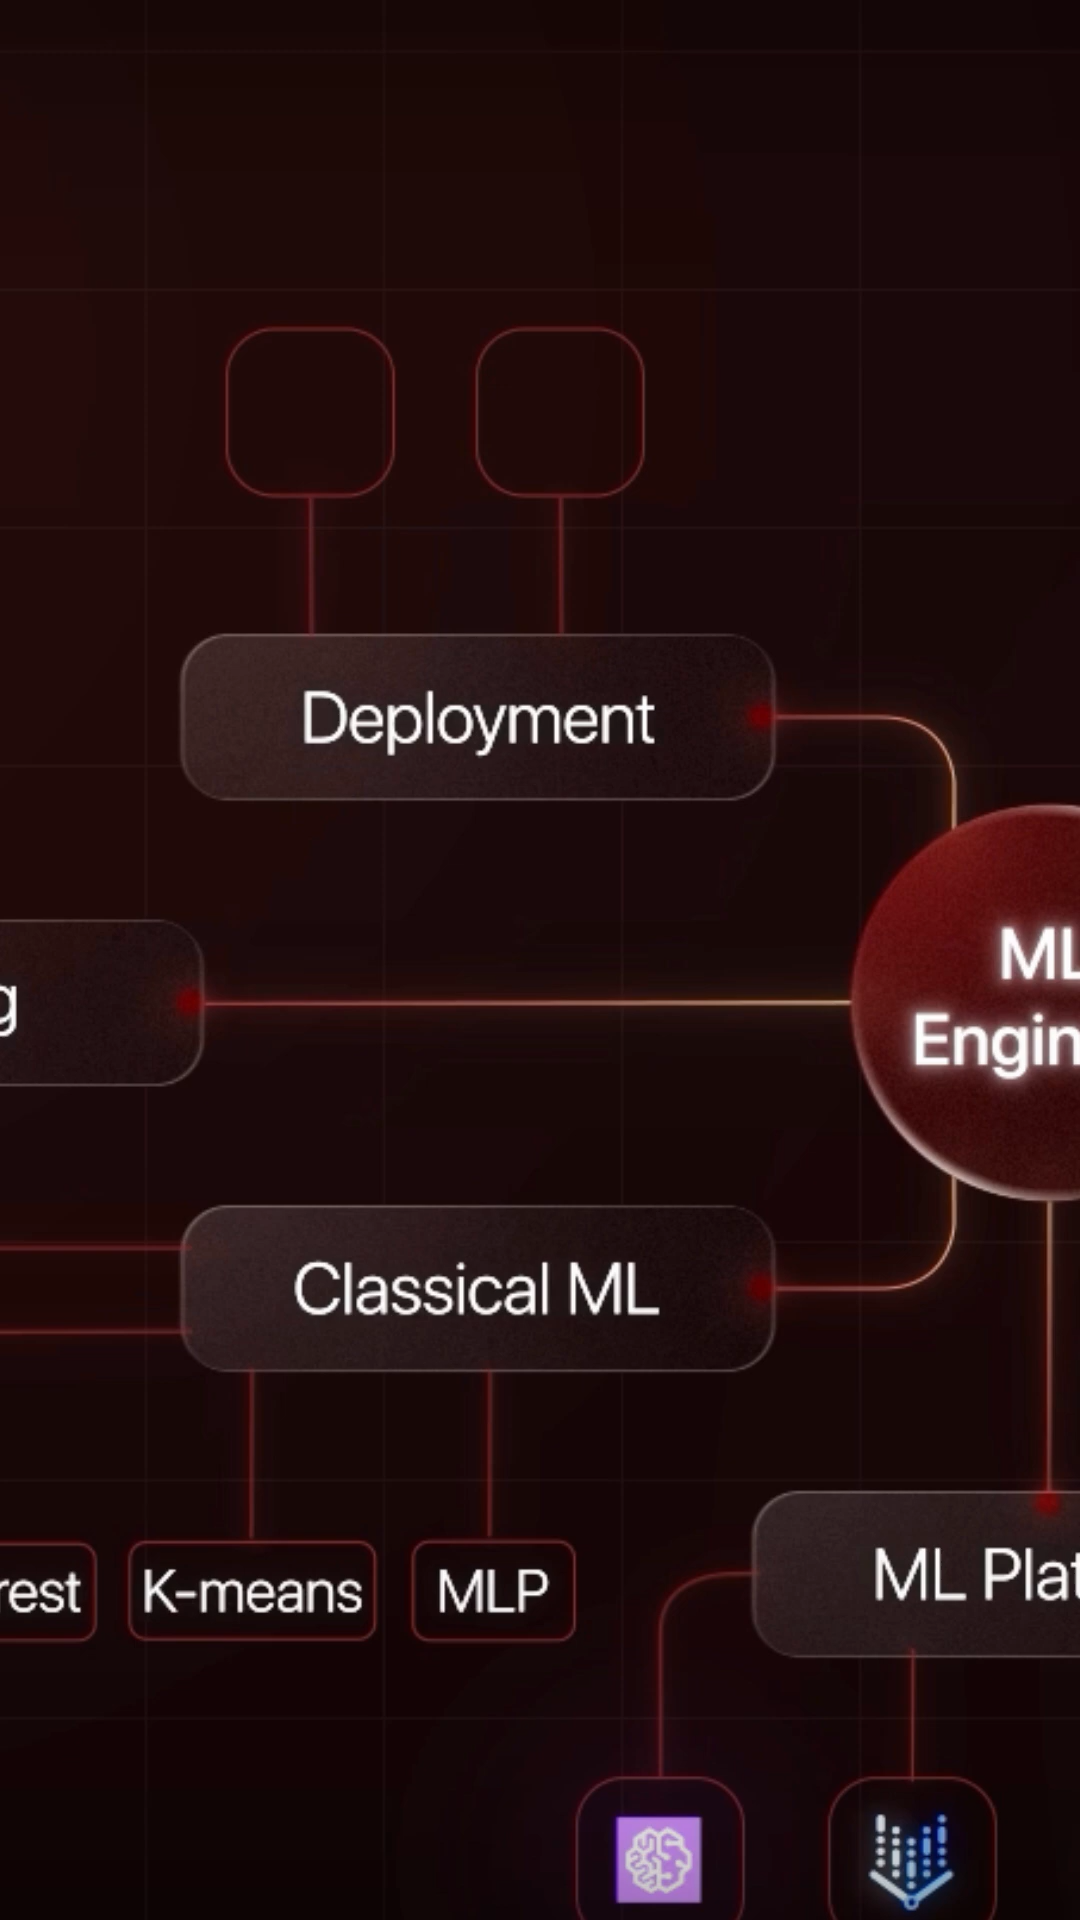 Deployment
g
ML
Engin
Classical ML
rest
K-means
MLP
ML Plat